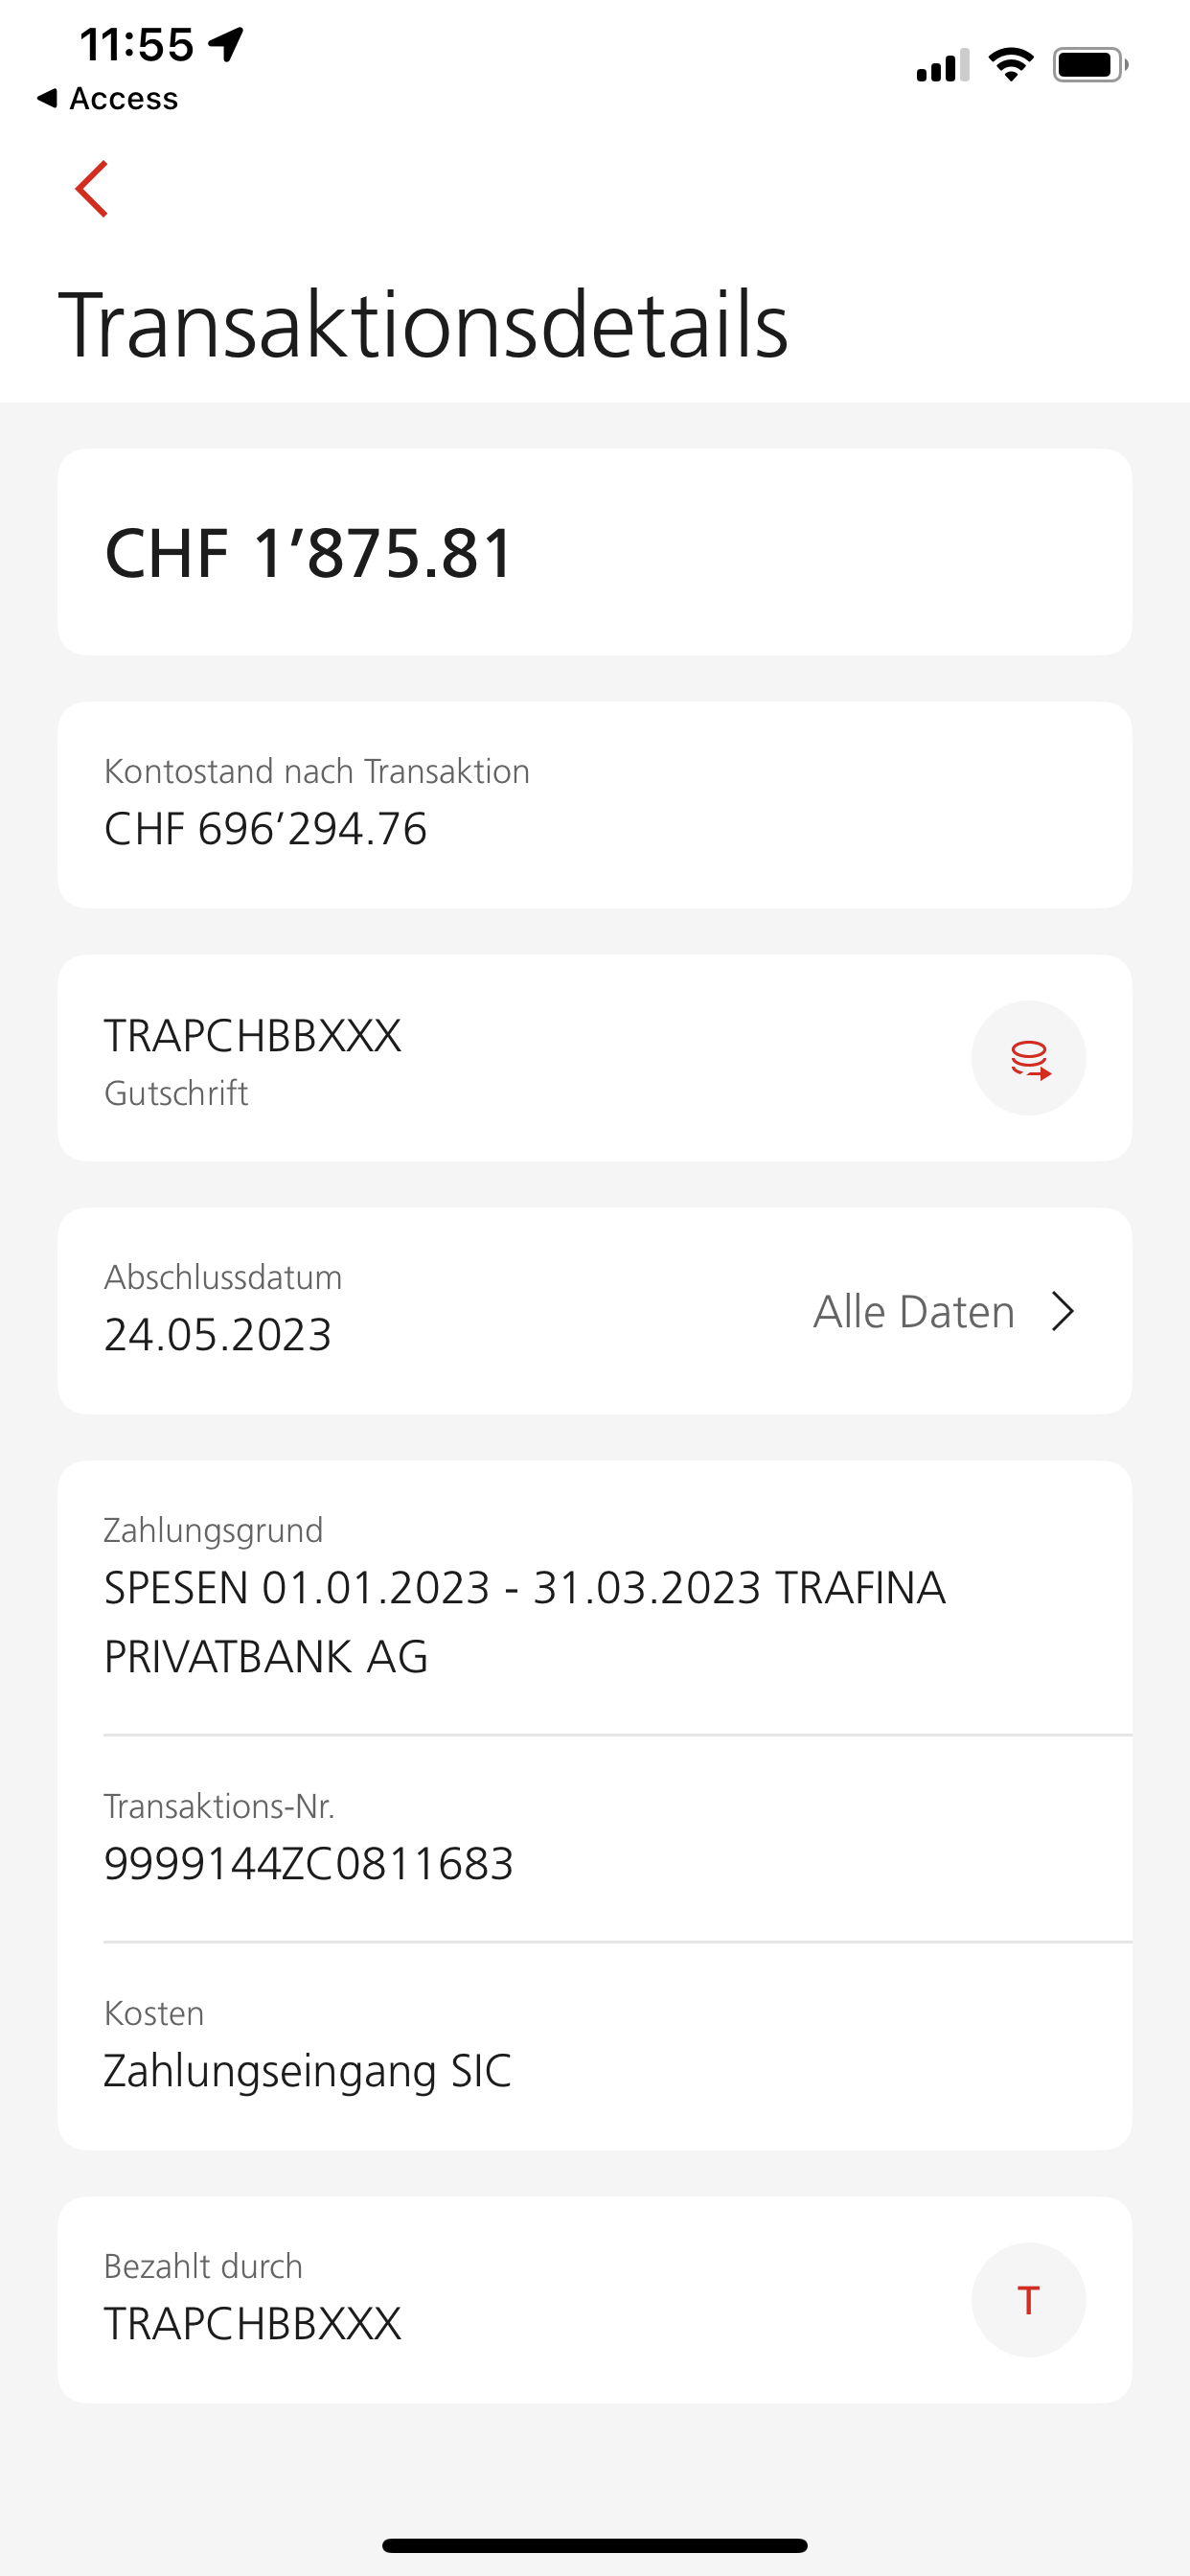 11:55
Access
Transaktionsdetails
CHF 1’875.81
Kontostand nach Transaktion
CHF 696’294.76
TRAPCHBBXXX
Gutschrift
Abschlussdatum
24.05.2023
Alle Daten
Zahlungsgrund
SPESEN 01.01.2023 - 31.03.2023 TRAFINA
PRIVATBANK AG
Transaktions-Nr.
9999144ZC0811683
Kosten
Zahlungseingang SIC
Bezahlt durch
TRAPCHBBXXX
T